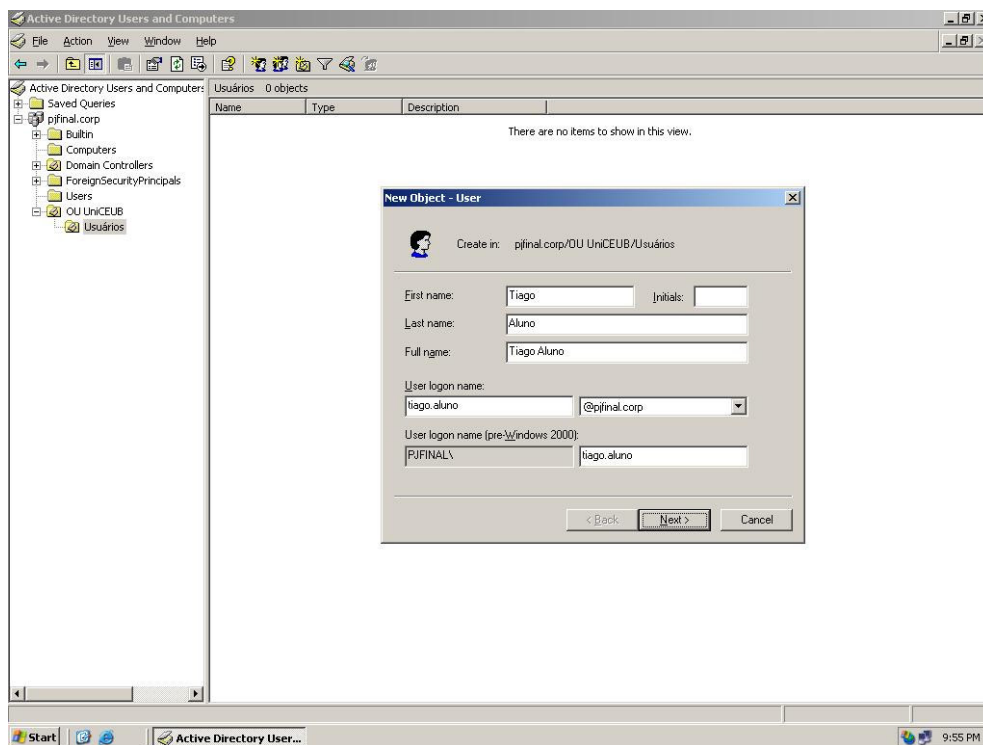 Active Directory Users and Computers
File Action View Window Help
Active Directory Users and Computers
Saved Queries
pjfinal.corp
Builtin
Computers
Domain Controllers
ForeignSecurityPrincipals
Users
OU UniCEUB
Usuários
Usuários 0 objects
Name Type Description
There are no items to show in this view.
New Object - User
Create in: pjfinal.corp/OU UniCEUB/Usuários
First name: Tiago Initials:
Last name: Aluno
Full name: Tiago Aluno
User logon name:
tiago.aluno @pjfinal.corp
User logon name (pre-Windows 2000):
PJFINAL\ tiago.aluno
< Back Next > Cancel
Start Active Directory User... 9:55 PM